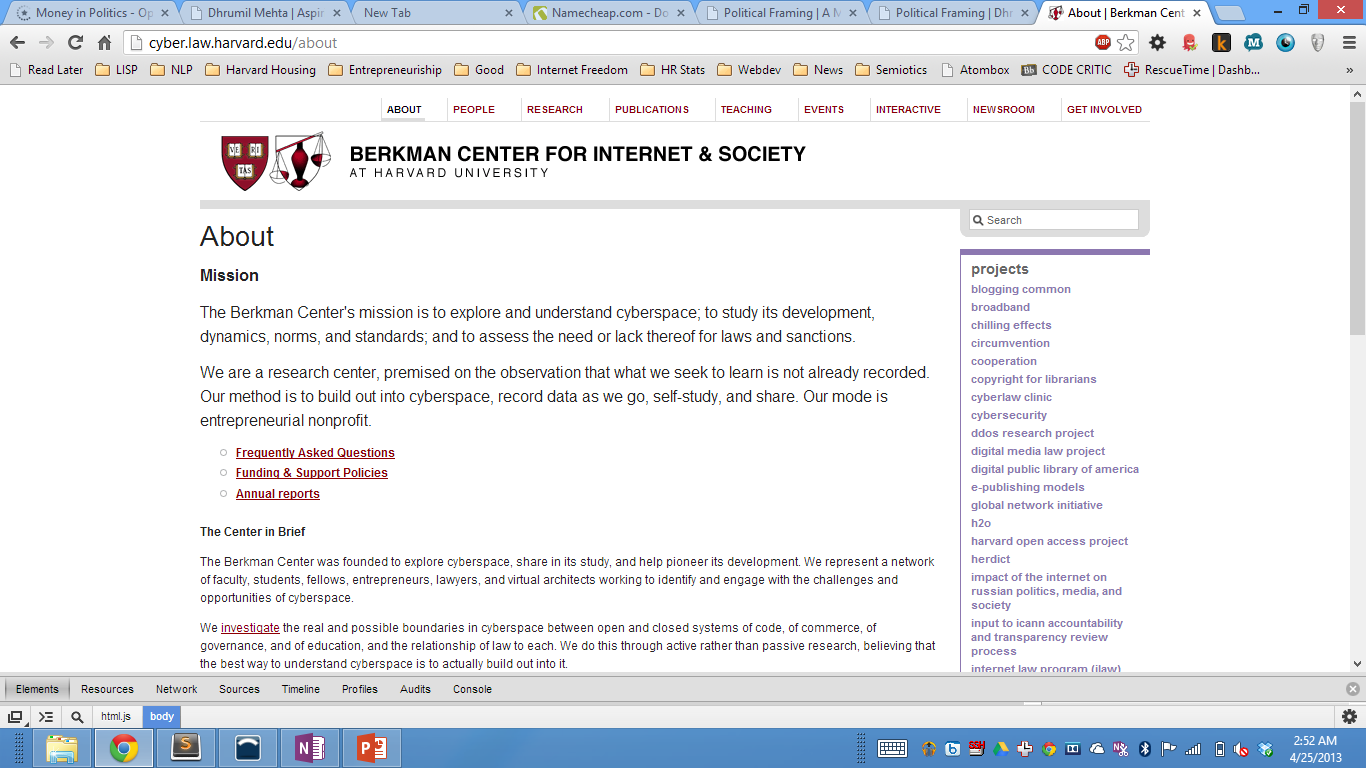 Money in Politics - Op
Dhrumil Mehta | Aspi
New Tab
Namecheap.com - Do
Political Framing | A M
Political Framing | Dhr
About | Berkman Cent
cyber.law.harvard.edu/about
ABP
Read Later LISP NLP Harvard Housing Entrepreneuriship Good Internet Freedom HR Stats Webdev News Semiotics Atombox Bb CODE CRITIC RescueTime | Dashb... »
ABOUT PEOPLE RESEARCH PUBLICATIONS TEACHING EVENTS INTERACTIVE NEWSROOM GET INVOLVED
VE RI
TAS
BERKMAN CENTER FOR INTERNET & SOCIETY
AT HARVARD UNIVERSITY
Search
About
Mission
The Berkman Center's mission is to explore and understand cyberspace; to study its development,
dynamics, norms, and standards; and to assess the need or lack thereof for laws and sanctions.
We are a research center, premised on the observation that what we seek to learn is not already recorded.
Our method is to build out into cyberspace, record data as we go, self-study, and share. Our mode is
entrepreneurial nonprofit.
Frequently Asked Questions
Funding & Support Policies
Annual reports
The Center in Brief
The Berkman Center was founded to explore cyberspace, share in its study, and help pioneer its development. We represent a network
of faculty, students, fellows, entrepreneurs, lawyers, and virtual architects working to identify and engage with the challenges and
opportunities of cyberspace.
We investigate the real and possible boundaries in cyberspace between open and closed systems of code, of commerce, of
governance, and of education, and the relationship of law to each. We do this through active rather than passive research, believing that
the best way to understand cyberspace is to actually build out into it.
projects
blogging common
broadband
chilling effects
circumvention
cooperation
copyright for librarians
cyberlaw clinic
cybersecurity
ddos research project
digital media law project
digital public library of america
e-publishing models
global network initiative
h2o
harvard open access project
herdict
impact of the internet on
russian politics, media, and
society
input to icann accountability
and transparency review
process
internet law program (ilaw)
Elements Resources Network Sources Timeline Profiles Audits Console
html.js body
2:52 AM
4/25/2013